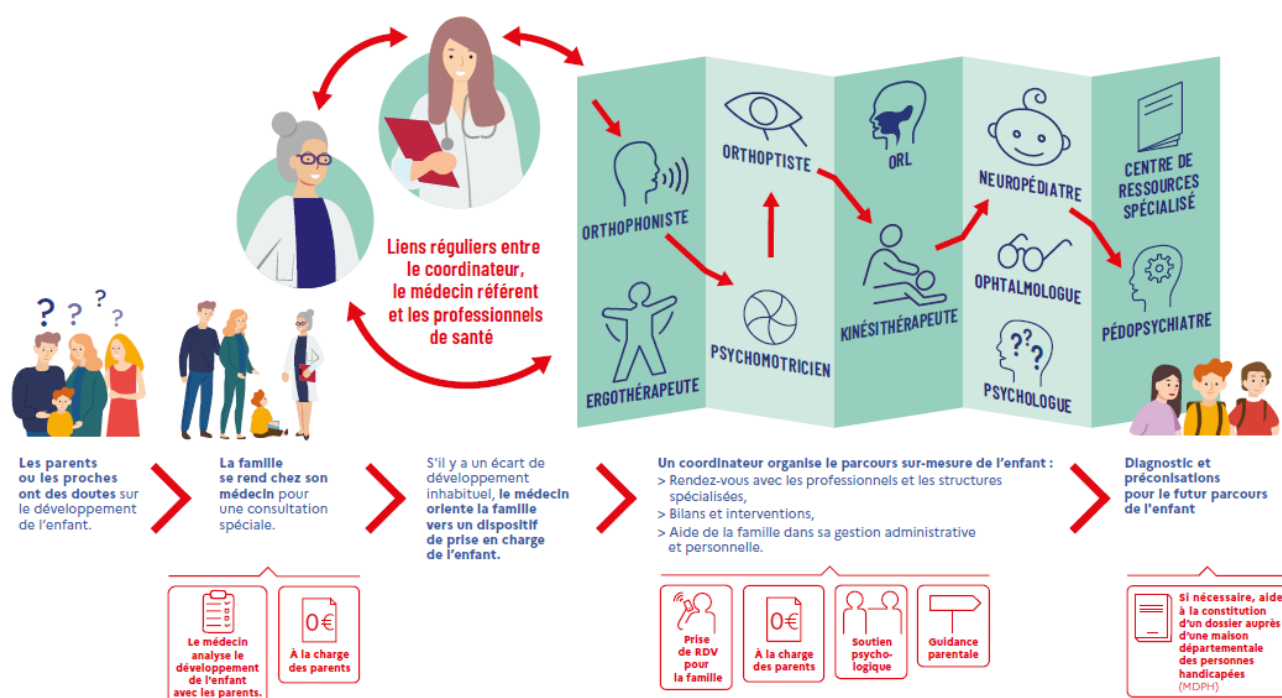 ? ? ? ?
Liens réguliers entre
le coordinateur,
le médecin référent
et les professionnels
de santé
ORTHOPHONISTE
ERGOTHÉRAPEUTE
ORTHOPTISTE
PSYCHOMOTRICIEN
ORL
KINÉSITHÉRAPEUTE
NEUROPÉDIATRE
OPHTALMOLOGUE
???
PSYCHOLOGUE
CENTRE DE
RESSOURCES
SPÉCIALISÉ
PÉDOPSYCHIATRE
Les parents
ou les proches
ont des doutes sur
le développement
de l'enfant.
La famille
se rend chez son
médecin pour
une consultation
spéciale.
S'il y a un écart de
développement
inhabituel, le médecin
oriente la famille
vers un dispositif
de prise en charge
de l'enfant.
Un coordinateur organise le parcours sur-mesure de l'enfant :
> Rendez-vous avec les professionnels et les structures
spécialisées,
> Bilans et interventions,
> Aide de la famille dans sa gestion administrative
et personnelle.
Diagnostic et
préconisations
pour le futur parcours
de l'enfant
Le médecin
analyse le
développement
de l'enfant
avec les parents.
0€
À la charge
des parents
Prise
de RDV
pour
la famille
0€
À la charge
des parents
Soutien
psycho-
logique
Guidance
parentale
Si nécessaire, aide
à la constitution
d'un dossier auprès
d'une maison
départementale
des personnes
handicapées
(MDPH)